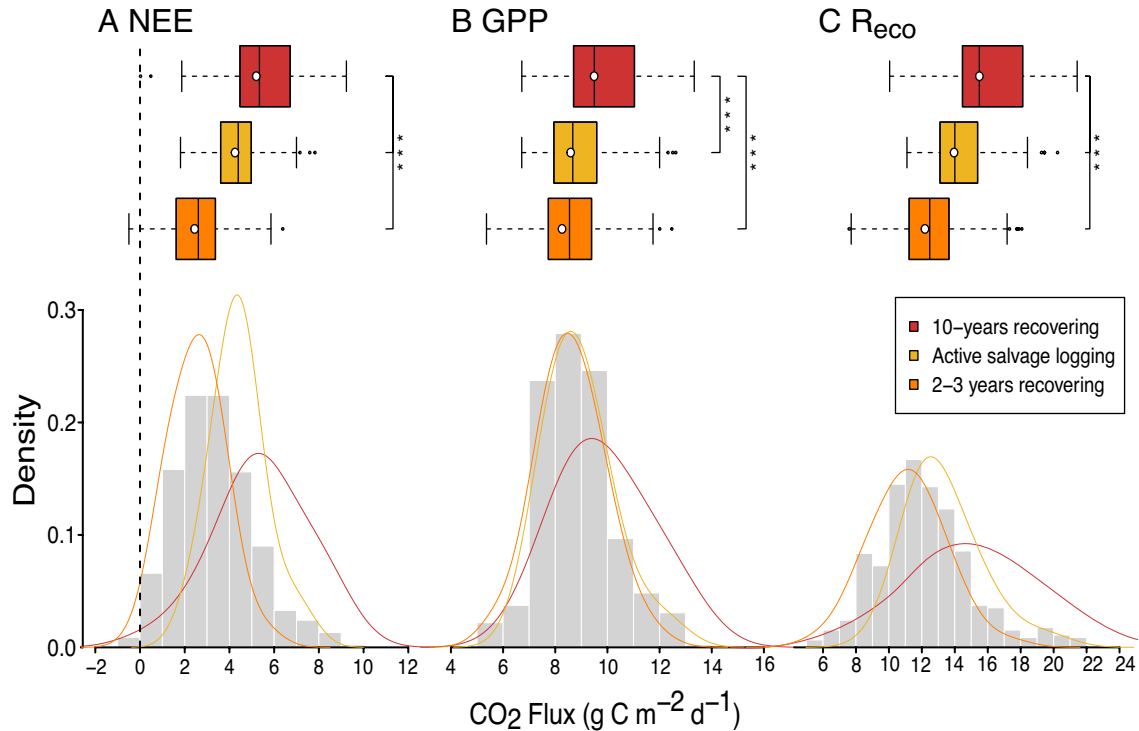 A NEE
B GPP
C Reco
* * *
* * *
* * *
* * *
0.3
0.2
0.1
0.0
Density
10−years recovering
Active salvage logging
2−3 years recovering
−2 0 2 4 6 8 10 12
4 6 8 10 12 14 16
6 8 10 12 14 16 18 20 22 24
CO2 Flux (g C m−2 d−1)